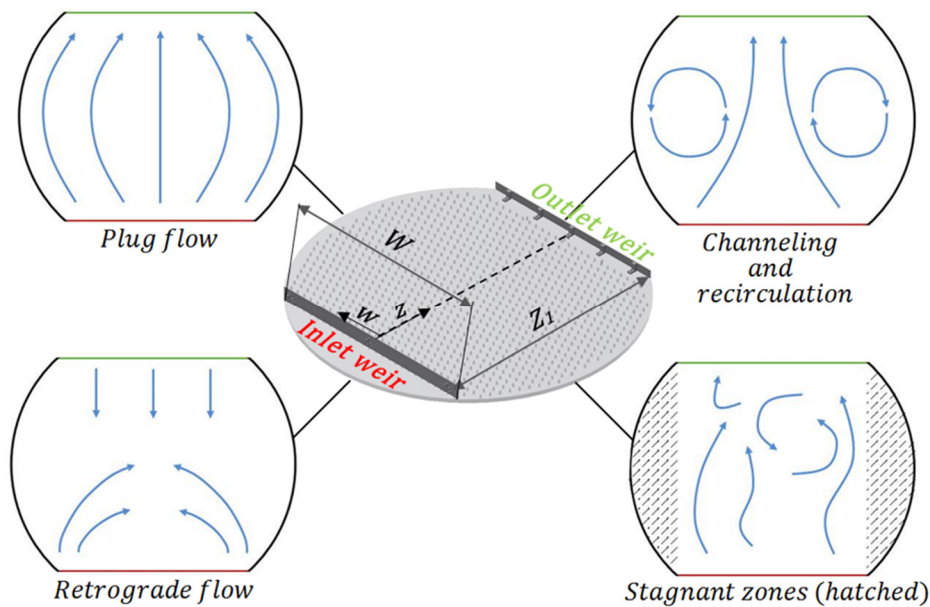 Plug flow
Channeling
and
recirculation
Outlet weir
W
w
z
Z₁
Inlet weir
Retrograde flow
Stagnant zones (hatched)